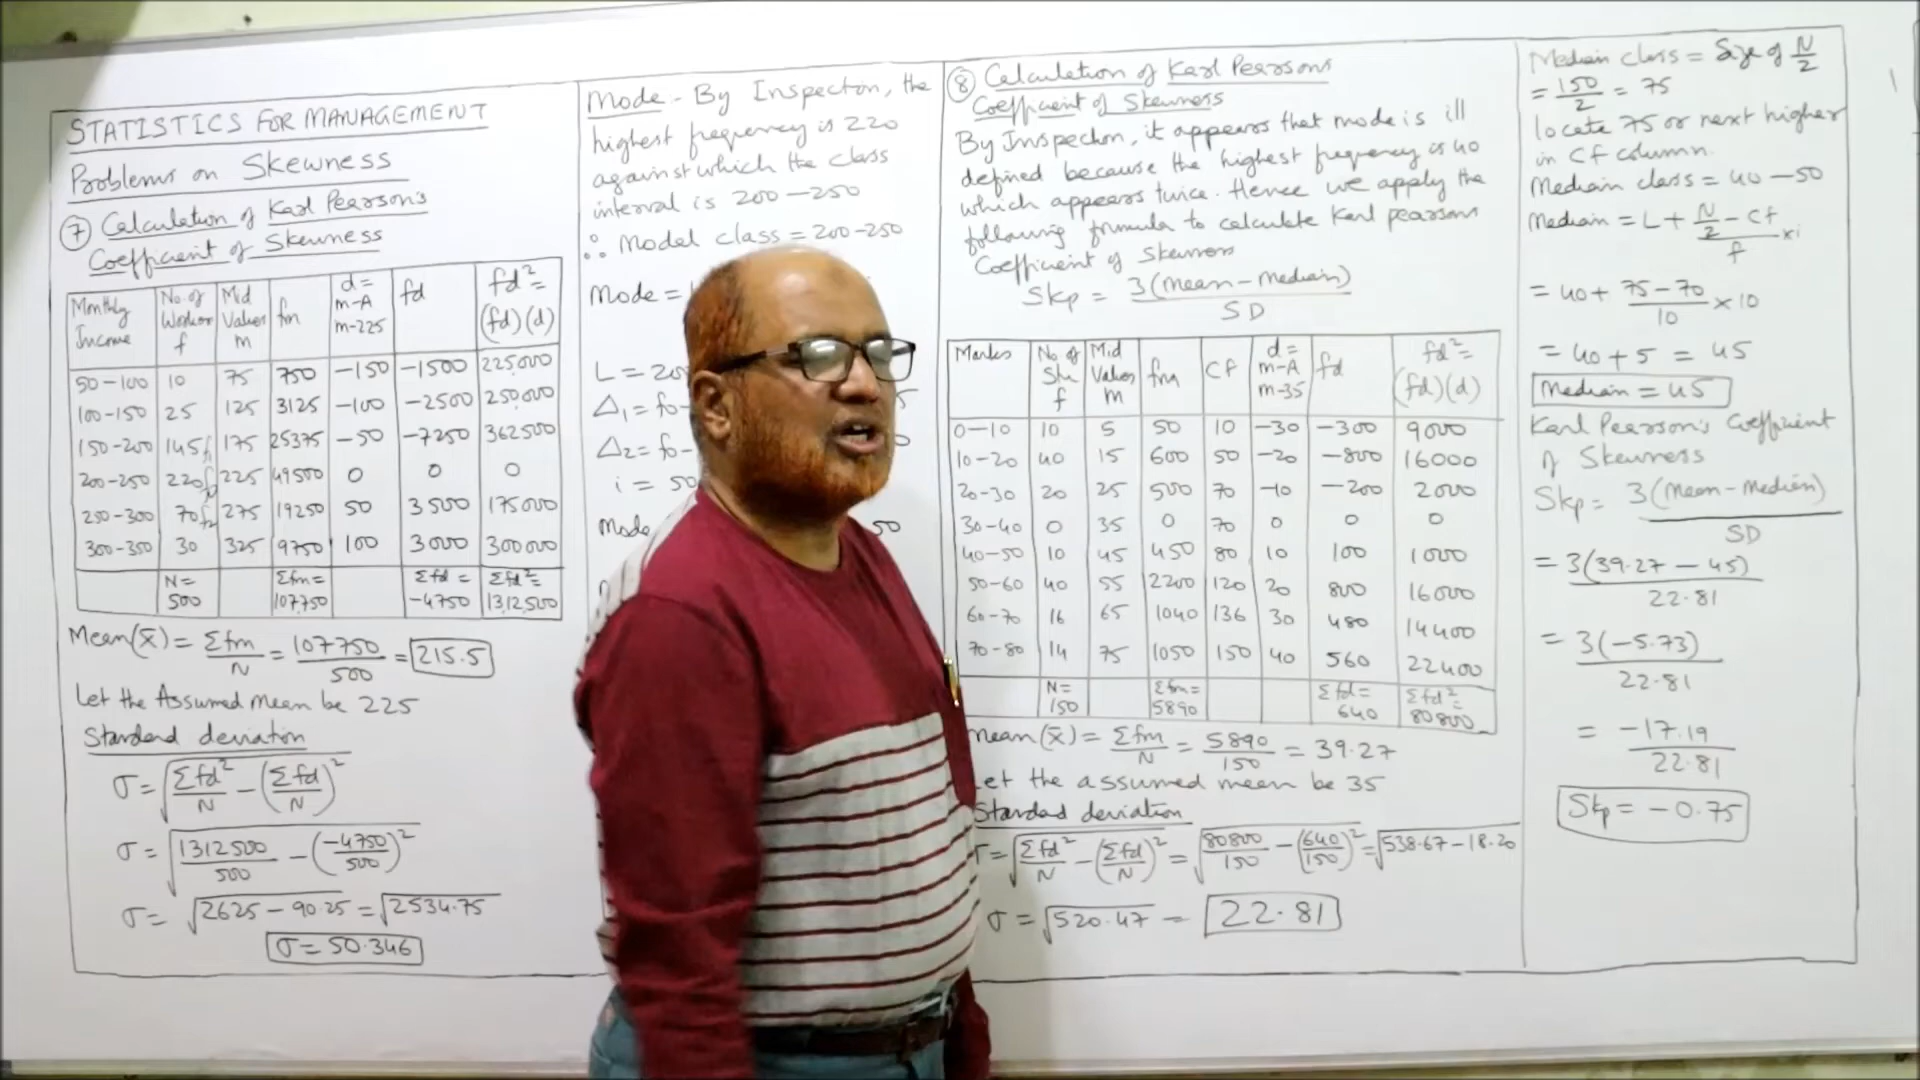 STATISTICS FOR MANAGEMENT
Problems on Skewness
7 Calculation of Karl Pearson's
Coefficient of Skewness
Monthly Income | No. of Workers f | Mid Values m | fm | d = m-A m-225 | fd | fd² = (fd)(d)
50-100 10 75 750 -150 -1500 225,000
100-150 25 125 3125 -100 -2500 250,000
150-200 145 f₁ 175 25375 -50 -7250 362500
200-250 220 f₀ 225 49500 0 0 0
250-300 70 f₂ 275 19250 50 3500 175000
300-350 30 325 9750 100 3000 300000
N = 500 Σfm = 107,750 Σfd = -4750 Σfd² = 13,12,500
Mean(x̄) = Σfm/N = 107750/500 = 215.5
Let the Assumed mean be 225
Standard deviation
σ = √(Σfd²/N - (Σfd/N)²)
σ = √(1312500/500 - (-4750/500)²)
σ = √(2625 - 90.25) = √2534.75
σ = 50.346
Mode - By Inspection, the
highest frequency is 220
against which the class
interval is 200-250
∴ Modal class = 200-250
Mode =
L =
Δ₁ = f₀-
Δ₂ = f₀-
i = 50
8 Calculation of Karl Pearsons
Coefficient of Skewness
By Inspection, it appears that mode is ill
defined because the highest frequency is 40
which appears twice. Hence we apply the
following formula to calculate Karl pearsons
Coefficient of Skewness
Skp = 3(Mean - Median)/SD
Marks | No. of Stu f | Mid Values m | fm | Cf | d = m-A m-35 | fd | fd² = (fd)(d)
0-10 10 5 50 10 -30 -300 9000
10-20 40 15 600 50 -20 -800 16000
20-30 20 25 500 70 -10 -200 2000
30-40 0 35 0 70 0 0 0
40-50 10 45 450 80 10 100 1000
50-60 40 55 2200 120 20 800 16000
60-70 16 65 1040 136 30 480 14400
70-80 14 75 1050 150 40 560 22400
N = 150 Σfm = 5890 Σfd = 640 Σfd² = 80800
Mean(x̄) = Σfm/N = 5890/150 = 39.27
Let the assumed mean be 35
Standard deviation
σ = √(Σfd²/N - (Σfd/N)²) = √(80800/150 - (640/150)²) = √(538.67 - 18.20)
σ = √520.47 = 22.81
Median class = Size of N/2
= 150/2 = 75
locate 75 or next higher
in Cf column.
Median class = 40-50
Median = L + (N/2 - Cf)/f × i
= 40 + (75-70)/10 × 10
= 40 + 5 = 45
Median = 45
Karl Pearson's Coefficient
of Skewness
Skp = 3(Mean - Median)/SD
= 3(39.27 - 45)/22.81
= 3(-5.73)/22.81
= -17.19/22.81
Skp = -0.75